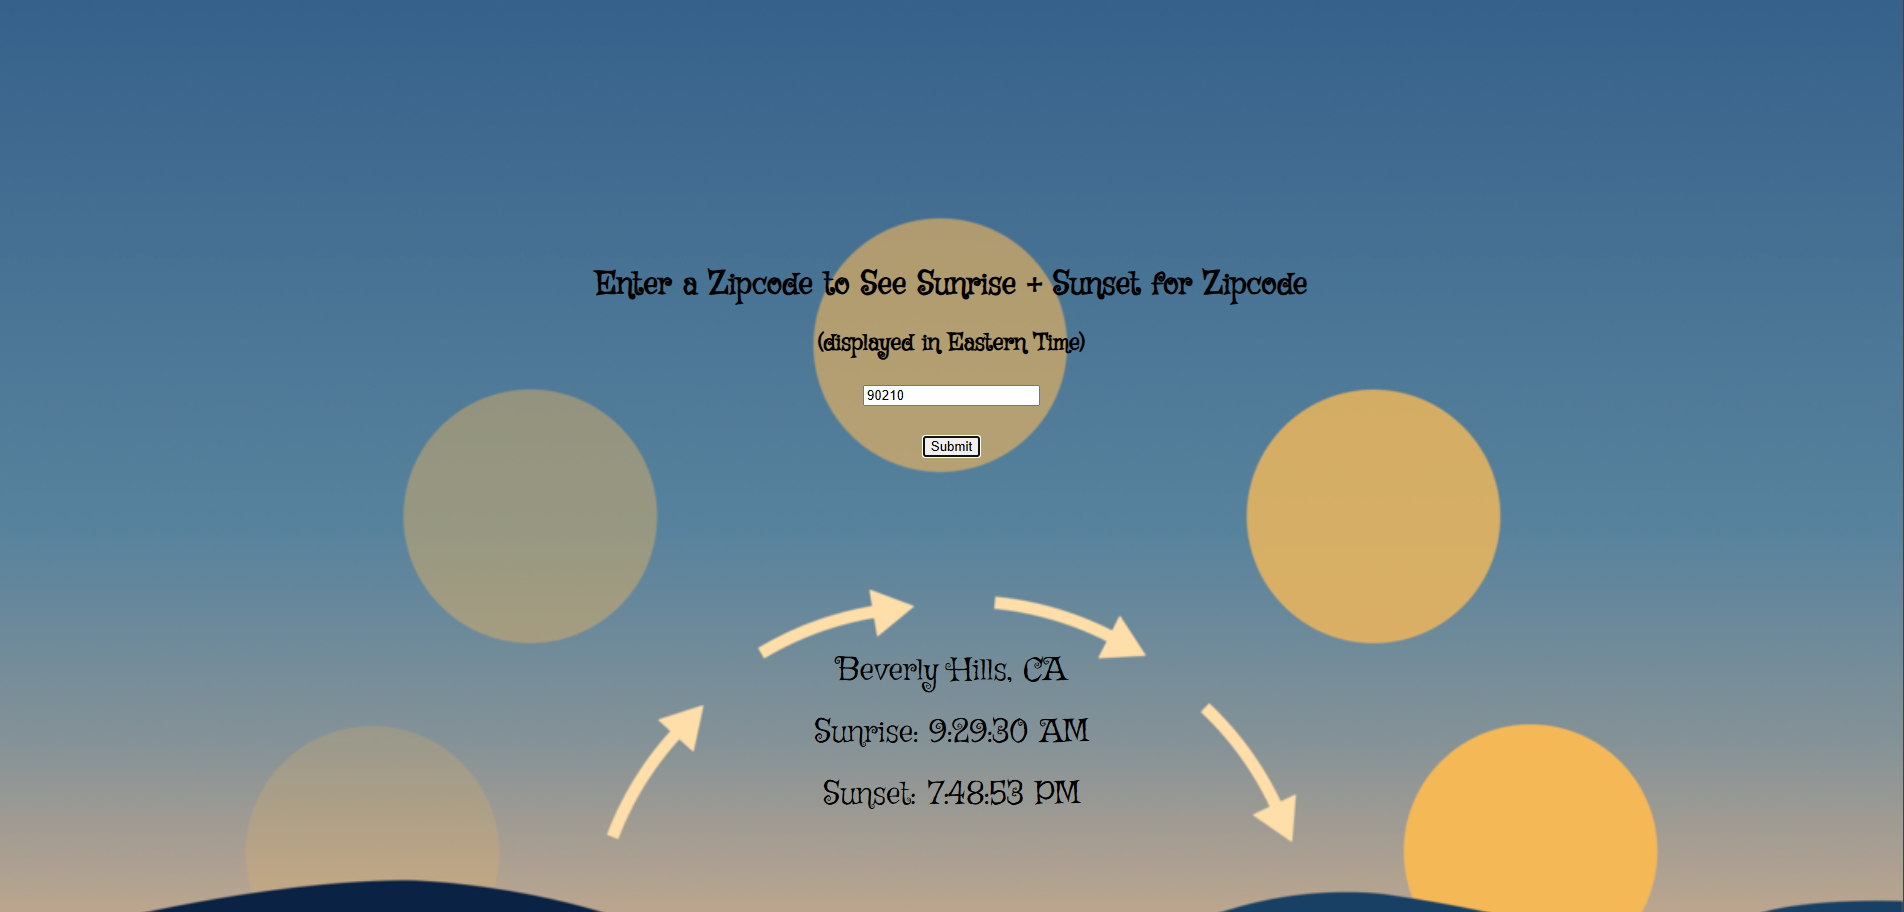 Enter a Zipcode to See Sunrise + Sunset for Zipcode
(displayed in Eastern Time)
90210
Submit
Beverly Hills, CA
Sunrise: 9:29:30 AM
Sunset: 7:48:53 PM